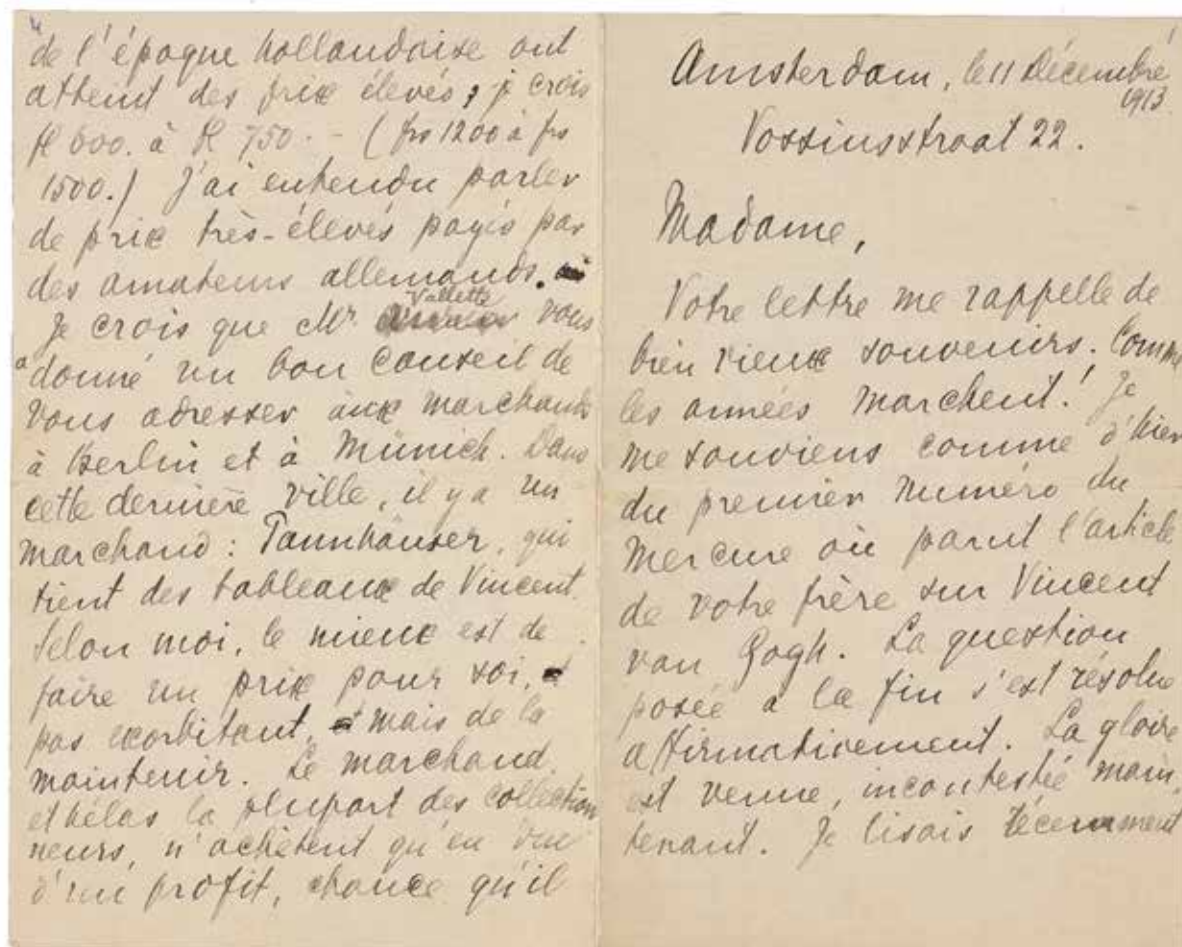 1
Amsterdam, le 11 Décembre
1913.
Vossiusstraat 22.
Madame,
Votre lettre me rappelle de
bien vieux souvenirs. Comme
les années marchent! Je
me souviens comme d'hier
du premier numéro du
Mercure où parut l'article
de votre frère sur Vincent
van Gogh. La question
posée à la fin s'est résolue
affirmativement. La gloire
est venue, incontestée main-
tenant. Je lisais récemment
4
de l'époque hollandaise ont
atteint des prix élevés; je crois
fl 600. à fl 750.- (frs 1200 à frs
1500.) J'ai entendu parler
de prix très-élevés payés par
des amateurs allemands.
Je crois que Mr Vallette vous
a donné un bon conseil de
vous adresser aux marchands
à Berlin et à Münich. Dans
cette dernière ville, il y a un
marchand: Tannhäuser, qui
tient des tableaux de Vincent.
Selon moi, le mieux est de
faire un prix pour soi,
pas exorbitant, mais de la
maintenir. Le marchand,
et hélas la plupart des collection
neurs, n'achètent qu'en vue
d'un profit, chance qu'il